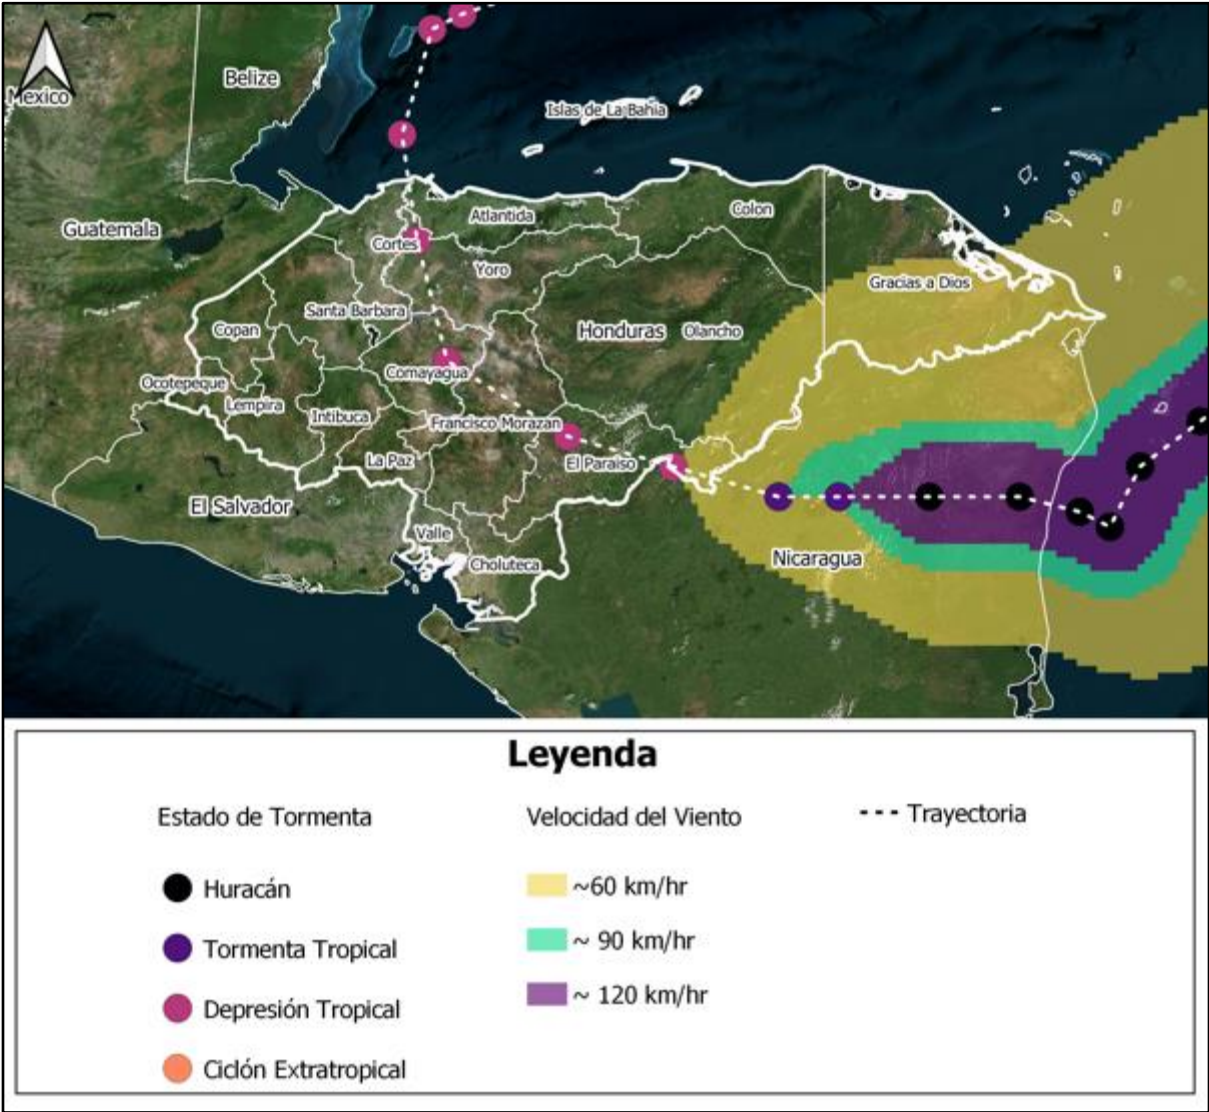 Belize
Mexico
Islas de La Bahia
Guatemala
Atlantida
Colon
Cortes
Yoro
Gracias a Dios
Santa Barbara
Copan
Honduras
Olancho
Comayagua
Ocotepeque
Lempira
Intibuca
Francisco Morazan
La Paz
El Paraiso
El Salvador
Valle
Nicaragua
Choluteca
Leyenda
Estado de Tormenta
Huracán
Tormenta Tropical
Depresión Tropical
Ciclón Extratropical
Velocidad del Viento
~60 km/hr
~ 90 km/hr
~ 120 km/hr
Trayectoria